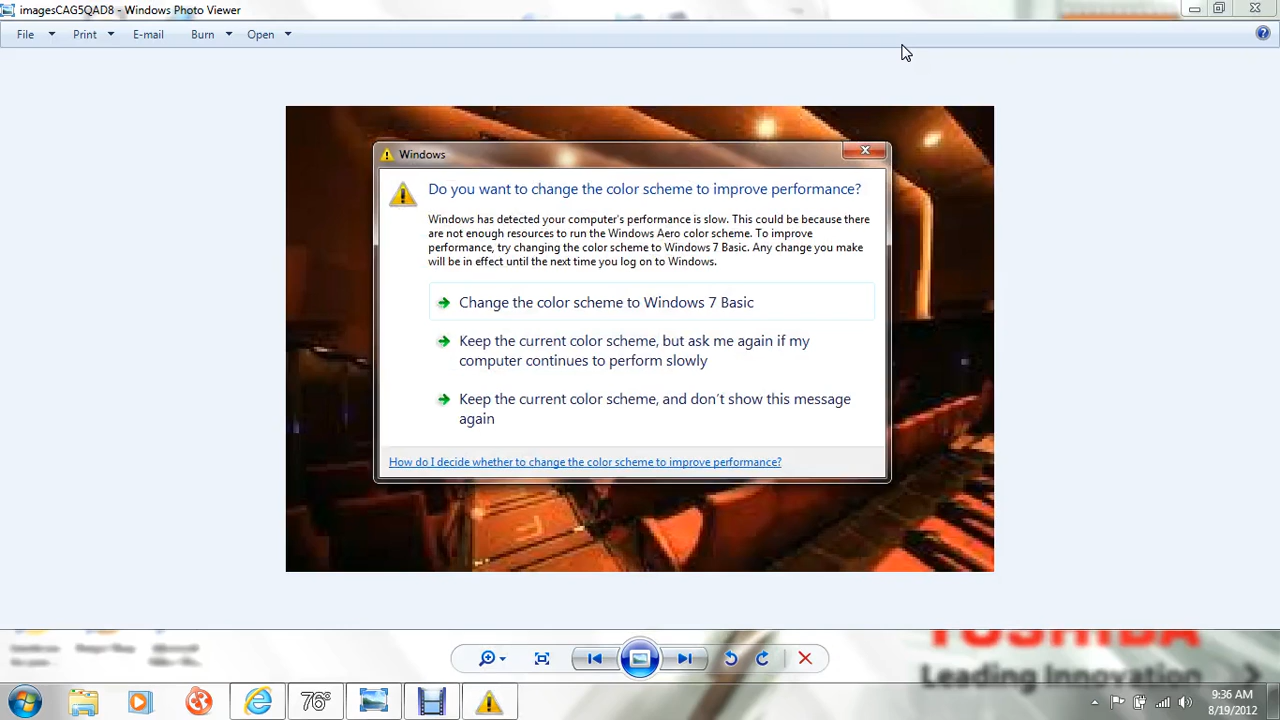 imagesCAG5QAD8 - Windows Photo Viewer
File Print E-mail Burn Open
Windows
Do you want to change the color scheme to improve performance?
Windows has detected your computer's performance is slow. This could be because there
are not enough resources to run the Windows Aero color scheme. To improve
performance, try changing the color scheme to Windows 7 Basic. Any change you make
will be in effect until the next time you log on to Windows.
Change the color scheme to Windows 7 Basic
Keep the current color scheme, but ask me again if my
computer continues to perform slowly
Keep the current color scheme, and don't show this message
again
How do I decide whether to change the color scheme to improve performance?
TOSHIBA
Leading Innovation
76°
9:36 AM
8/19/2012